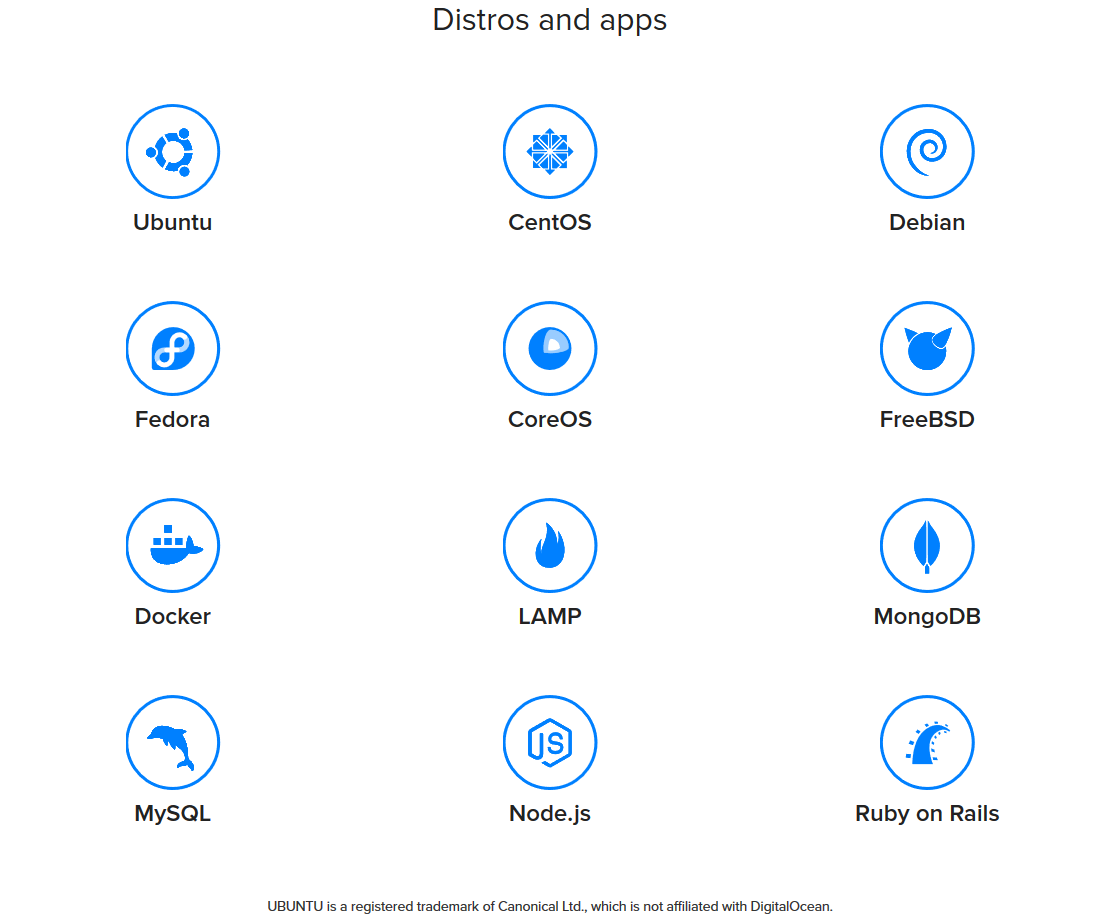 Distros and apps
Ubuntu
CentOS
Debian
Fedora
CoreOS
FreeBSD
Docker
LAMP
MongoDB
MySQL
JS
Node.js
Ruby on Rails
UBUNTU is a registered trademark of Canonical Ltd., which is not affiliated with DigitalOcean.